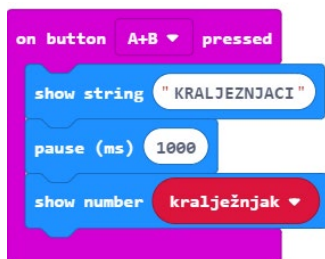 on button A+B pressed
show string "KRALJEZNJACI"
pause (ms) 1000
show number kralježnjak